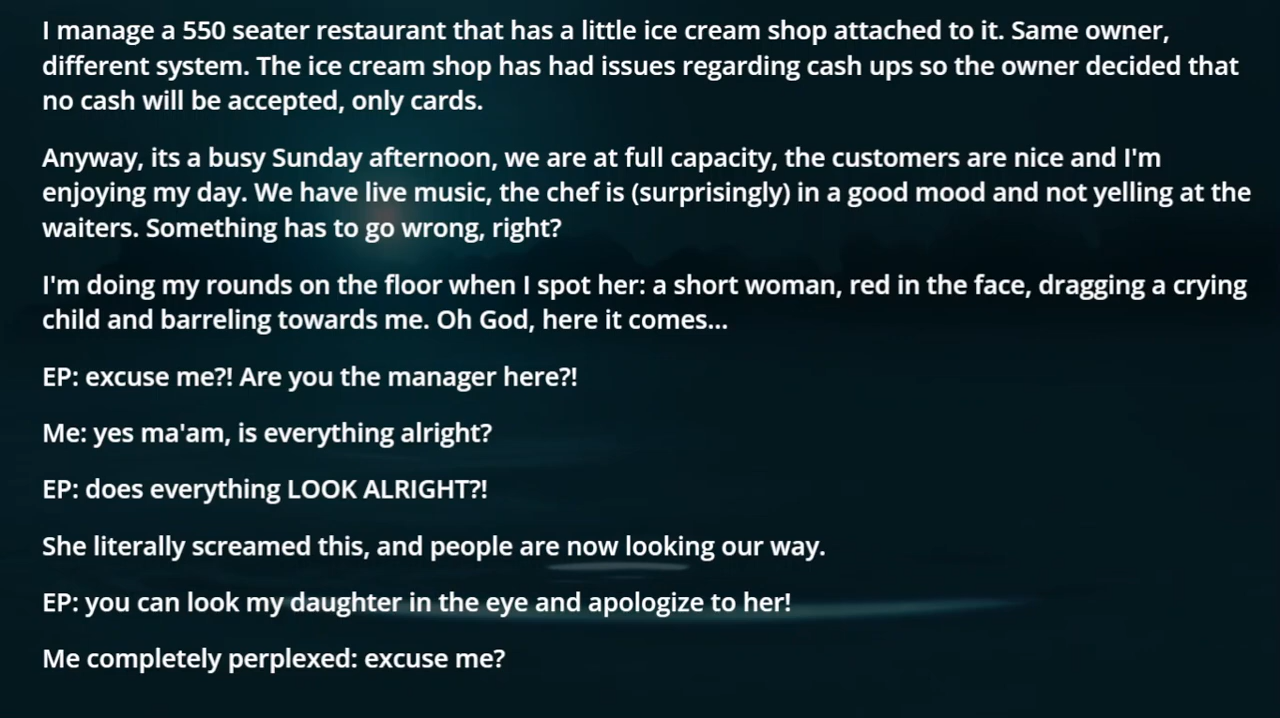 I manage a 550 seater restaurant that has a little ice cream shop attached to it. Same owner,
different system. The ice cream shop has had issues regarding cash ups so the owner decided that
no cash will be accepted, only cards.
Anyway, its a busy Sunday afternoon, we are at full capacity, the customers are nice and I'm
enjoying my day. We have live music, the chef is (surprisingly) in a good mood and not yelling at the
waiters. Something has to go wrong, right?
I'm doing my rounds on the floor when I spot her: a short woman, red in the face, dragging a crying
child and barreling towards me. Oh God, here it comes...
EP: excuse me?! Are you the manager here?!
Me: yes ma'am, is everything alright?
EP: does everything LOOK ALRIGHT?!
She literally screamed this, and people are now looking our way.
EP: you can look my daughter in the eye and apologize to her!
Me completely perplexed: excuse me?